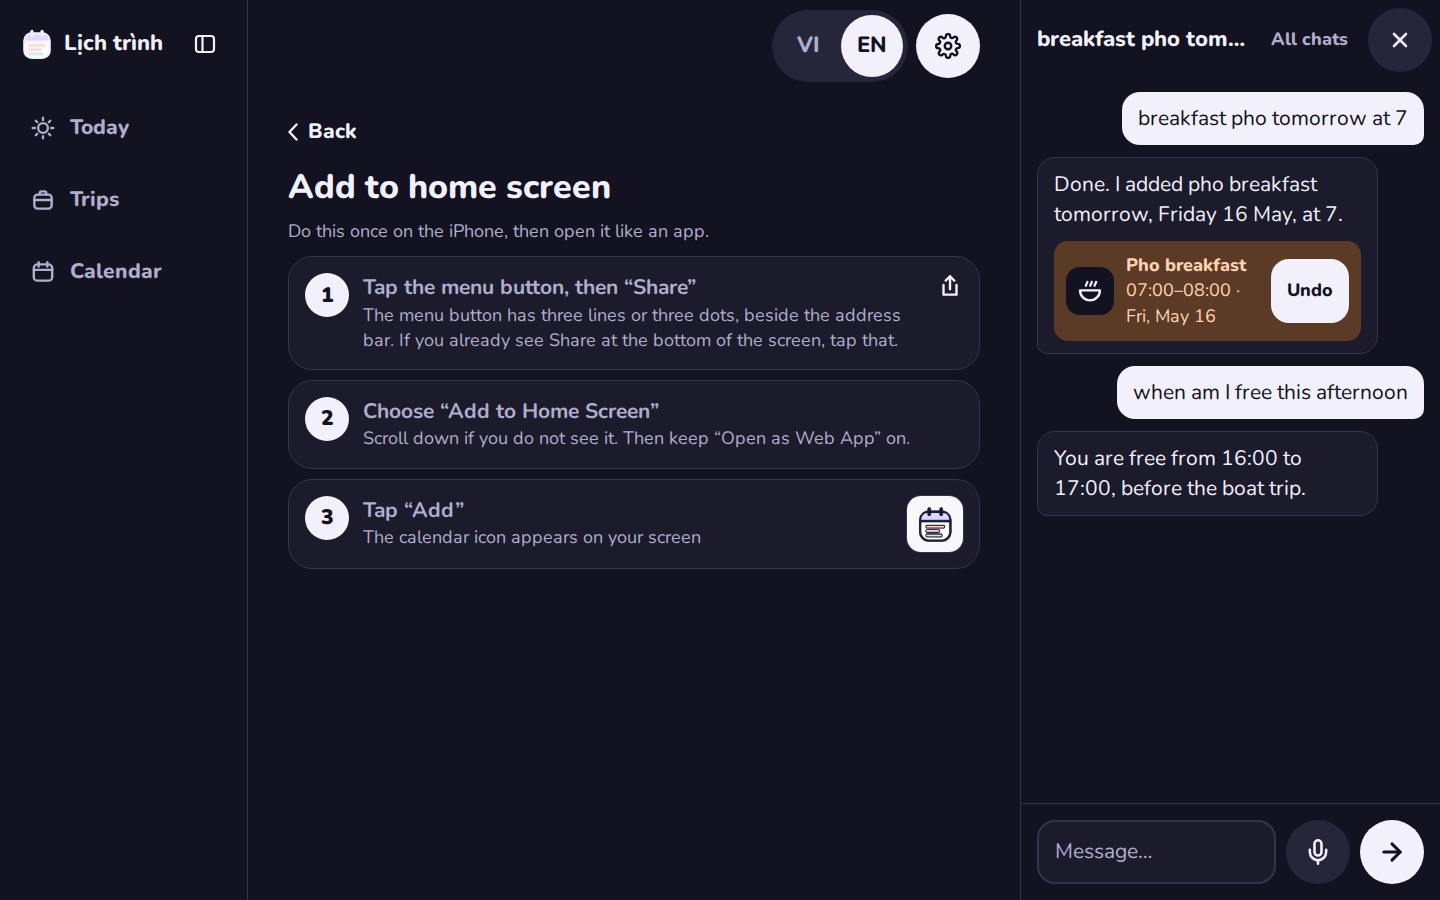 Lịch trình
Today
Trips
Calendar
VI
EN
Back
Add to home screen
Do this once on the iPhone, then open it like an app.
1
Tap the menu button, then “Share”
The menu button has three lines or three dots, beside the address
bar. If you already see Share at the bottom of the screen, tap that.
2
Choose “Add to Home Screen”
Scroll down if you do not see it. Then keep “Open as Web App” on.
3
Tap “Add”
The calendar icon appears on your screen
breakfast pho tom...
All chats
breakfast pho tomorrow at 7
Done. I added pho breakfast
tomorrow, Friday 16 May, at 7.
Pho breakfast
07:00–08:00 ·
Fri, May 16
Undo
when am I free this afternoon
You are free from 16:00 to
17:00, before the boat trip.
Message...